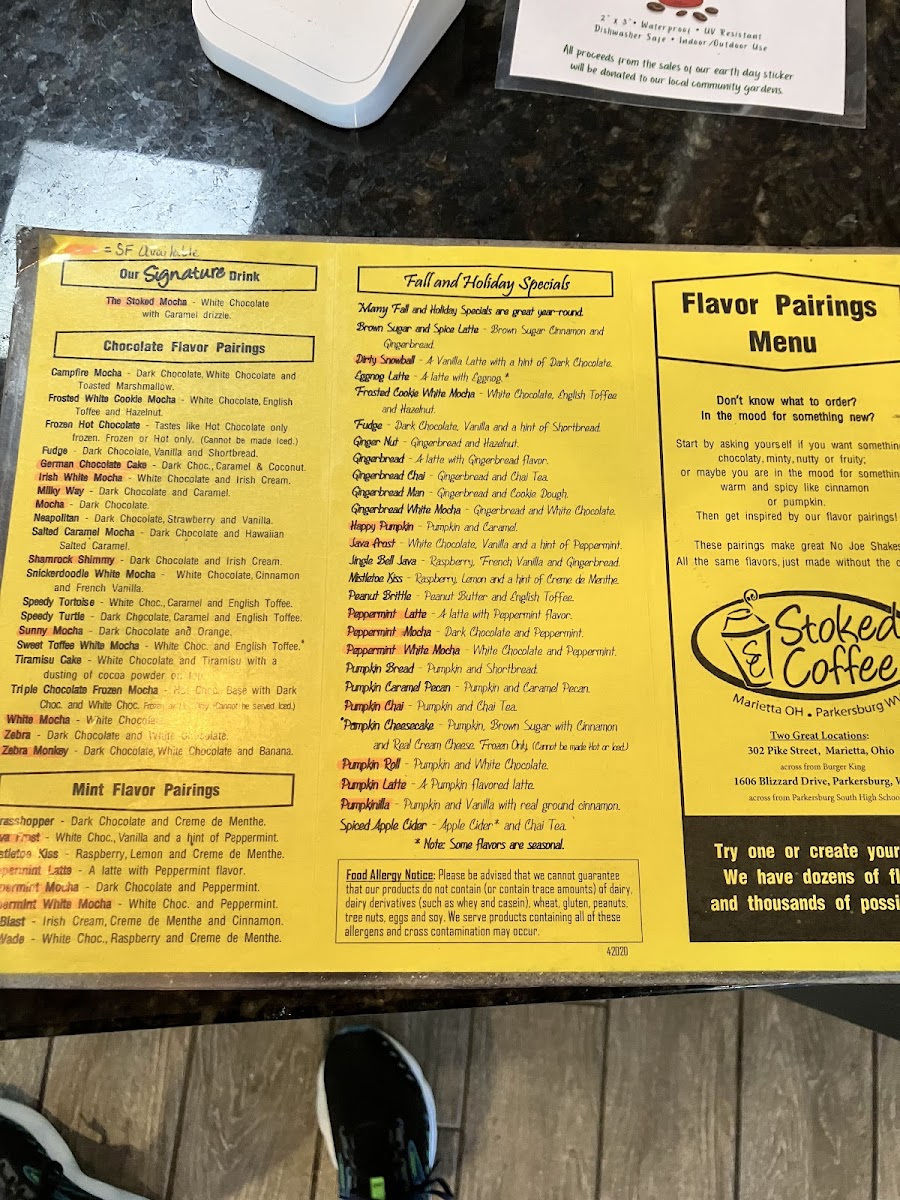 2" x 3" • Waterproof • UV Resistant
Dishwasher Safe • Indoor/Outdoor Use
All proceeds from the sales of our earth day sticker
will be donated to our local community gardens.
= SF Available
Our Signature Drink
The Stoked Mocha - White Chocolate
with Caramel drizzle.
Chocolate Flavor Pairings
Campfire Mocha - Dark Chocolate, White Chocolate and
Toasted Marshmallow.
Frosted White Cookie Mocha - White Chocolate, English
Toffee and Hazelnut.
Frozen Hot Chocolate - Tastes like Hot Chocolate only
frozen. Frozen or Hot only. (Cannot be made Iced.)
Fudge - Dark Chocolate, Vanilla and Shortbread.
German Chocolate Cake - Dark Choc., Caramel & Coconut.
Irish White Mocha - White Chocolate and Irish Cream.
Milky Way - Dark Chocolate and Caramel.
Mocha - Dark Chocolate.
Neapolitan - Dark Chocolate, Strawberry and Vanilla.
Salted Caramel Mocha - Dark Chocolate and Hawaiian
Salted Caramel.
Shamrock Shimmy - Dark Chocolate and Irish Cream.
Snickerdoodle White Mocha - White Chocolate, Cinnamon
and French Vanilla.
Speedy Tortoise - White Choc., Caramel and English Toffee.
Speedy Turtle - Dark Chocolate, Caramel and English Toffee.
Sunny Mocha - Dark Chocolate and Orange.
Sweet Toffee White Mocha - White Choc. and English Toffee.*
Tiramisu Cake - White Chocolate and Tiramisu with a
dusting of cocoa powder on
Triple Chocolate Frozen Mocha - Hot Choc. Base with Dark
Choc. and White Choc. (Cannot be served Iced.)
White Mocha - White Chocolate
Zebra - Dark Chocolate and White Chocolate.
Zebra Monkey - Dark Chocolate, White Chocolate and Banana.
Mint Flavor Pairings
rasshopper - Dark Chocolate and Creme de Menthe.
va Frost - White Choc., Vanilla and a hint of Peppermint.
stletoe Kiss - Raspberry, Lemon and Creme de Menthe.
ppermint Latte - A latte with Peppermint flavor.
permint Mocha - Dark Chocolate and Peppermint.
permint White Mocha - White Choc. and Peppermint.
Blast - Irish Cream, Creme de Menthe and Cinnamon.
Wade - White Choc., Raspberry and Creme de Menthe.
Fall and Holiday Specials
*Many Fall and Holiday Specials are great year-round.
Brown Sugar and Spice Latte - Brown Sugar Cinnamon and
Gingerbread.
Dirty Snowball - A Vanilla Latte with a hint of Dark Chocolate.
Eggnog Latte - A latte with Eggnog.*
Frosted Cookie White Mocha - White Chocolate, English Toffee
and Hazelnut.
Fudge - Dark Chocolate, Vanilla and a hint of Shortbread.
Ginger Nut - Gingerbread and Hazelnut.
Gingerbread - A latte with Gingerbread flavor.
Gingerbread Chai - Gingerbread and Chai Tea.
Gingerbread Man - Gingerbread and Cookie Dough.
Gingerbread White Mocha - Gingerbread and White Chocolate.
Happy Pumpkin - Pumpkin and Caramel.
Java Frost - White Chocolate, Vanilla and a hint of Peppermint.
Jingle Bell Java - Raspberry, French Vanilla and Gingerbread.
Mistletoe Kiss - Raspberry, Lemon and a hint of Creme de Menthe.
Peanut Brittle - Peanut Butter and English Toffee.
Peppermint Latte - A latte with Peppermint flavor.
Peppermint Mocha - Dark Chocolate and Peppermint.
Peppermint White Mocha - White Chocolate and Peppermint.
Pumpkin Bread - Pumpkin and Shortbread.
Pumpkin Caramel Pecan - Pumpkin and Caramel Pecan.
Pumpkin Chai - Pumpkin and Chai Tea.
*Pumpkin Cheesecake - Pumpkin, Brown Sugar with Cinnamon
and Real Cream Cheese. Frozen Only. (Cannot be made Hot or Iced.)
Pumpkin Roll - Pumpkin and White Chocolate.
Pumpkin Latte - A Pumpkin flavored latte.
Pumpkinilla - Pumpkin and Vanilla with real ground cinnamon.
Spiced Apple Cider - Apple Cider* and Chai Tea.
* Note: Some flavors are seasonal.
Food Allergy Notice: Please be advised that we cannot guarantee
that our products do not contain (or contain trace amounts) of dairy,
dairy derivatives (such as whey and casein), wheat, gluten, peanuts,
tree nuts, eggs and soy. We serve products containing all of these
allergens and cross contamination may occur.
42020
Flavor Pairings
Menu
Don't know what to order?
In the mood for something new?
Start by asking yourself if you want somethin
chocolaty, minty, nutty or fruity;
or maybe you are in the mood for somethin
warm and spicy like cinnamon
or pumpkin.
Then get inspired by our flavor pairings!
These pairings make great No Joe Shakes
All the same flavors, just made without the c
Stoked
Coffee
Marietta OH • Parkersburg WV
Two Great Locations:
302 Pike Street, Marietta, Ohio
across from Burger King
1606 Blizzard Drive, Parkersburg, W
across from Parkersburg South High Schoo
Try one or create your
We have dozens of fl
and thousands of possi